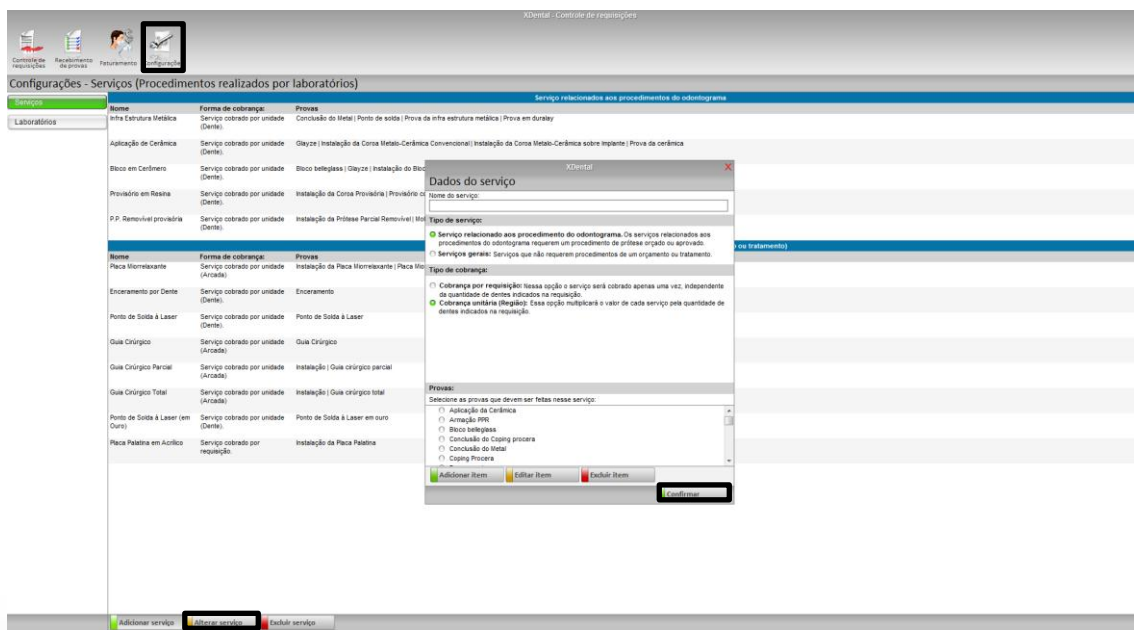 XDental - Controle de requisições
Controle de requisições
Recebimento de provas
Faturamento
Configurações
Configurações - Serviços (Procedimentos realizados por laboratórios)
Serviços
Laboratórios
Serviço relacionados aos procedimentos do odontograma
Nome Forma de cobrança: Provas
Infra Estrutura Metálica Serviço cobrado por unidade (Dente). Conclusão do Metal | Ponto de solda | Prova da infra estrutura metálica | Prova em duralay
Aplicação de Cerâmica Serviço cobrado por unidade (Dente). Glayze | Instalação da Coroa Metalo-Cerâmica Convencional | Instalação da Coroa Metalo-Cerâmica sobre Implante | Prova da cerâmica
Bloco em Cerômero Serviço cobrado por unidade (Dente). Bloco belleglass | Glayze | Instalação do Bloc
Provisório em Resina Serviço cobrado por unidade (Dente). Instalação da Coroa Provisória | Provisório
P.P. Removível provisória Serviço cobrado por unidade (Dente). Instalação da Prótese Parcial Removível |
ou tratamento)
Nome Forma de cobrança: Provas
Placa Miorrelaxante Serviço cobrado por unidade (Arcada) Instalação da Placa Miorrelaxante | Placa Mio
Enceramento por Dente Serviço cobrado por unidade (Dente). Enceramento
Ponto de Solda à Laser Serviço cobrado por unidade (Dente). Ponto de Solda à Laser
Guia Cirúrgico Serviço cobrado por unidade (Arcada) Guia Cirúrgico
Guia Cirúrgico Parcial Serviço cobrado por unidade (Arcada) Instalação | Guia cirúrgico parcial
Guia Cirúrgico Total Serviço cobrado por unidade (Arcada) Instalação | Guia cirúrgico total
Ponto de Solda à Laser (em Ouro) Serviço cobrado por unidade (Dente). Ponto de Solda à Laser em ouro
Placa Palatina em Acrílico Serviço cobrado por requisição. Instalação da Placa Palatina
XDental
X
Dados do serviço
Nome do serviço:
Tipo de serviço:
Serviço relacionado aos procedimento do odontograma. Os serviços relacionados aos
procedimentos do odontograma requerem um procedimento de prótese orçado ou aprovado.
Serviços gerais: Serviços que não requerem procedimentos de um orçamento ou tratamento.
Tipo de cobrança:
Cobrança por requisição: Nessa opção o serviço será cobrado apenas uma vez, independente
da quantidade de dentes indicados na requisição.
Cobrança unitária (Região): Essa opção multiplicará o valor de cada serviço pela quantidade de
dentes indicados na requisição.
Provas:
Selecione as provas que devem ser feitas nesse serviço:
Aplicação da Cerâmica
Armação PPR
Bloco belleglass
Conclusão do Coping procera
Conclusão do Metal
Coping Procera
Adicionar item Editar item Excluir item
Confirmar
Adicionar serviço Alterar serviço Excluir serviço